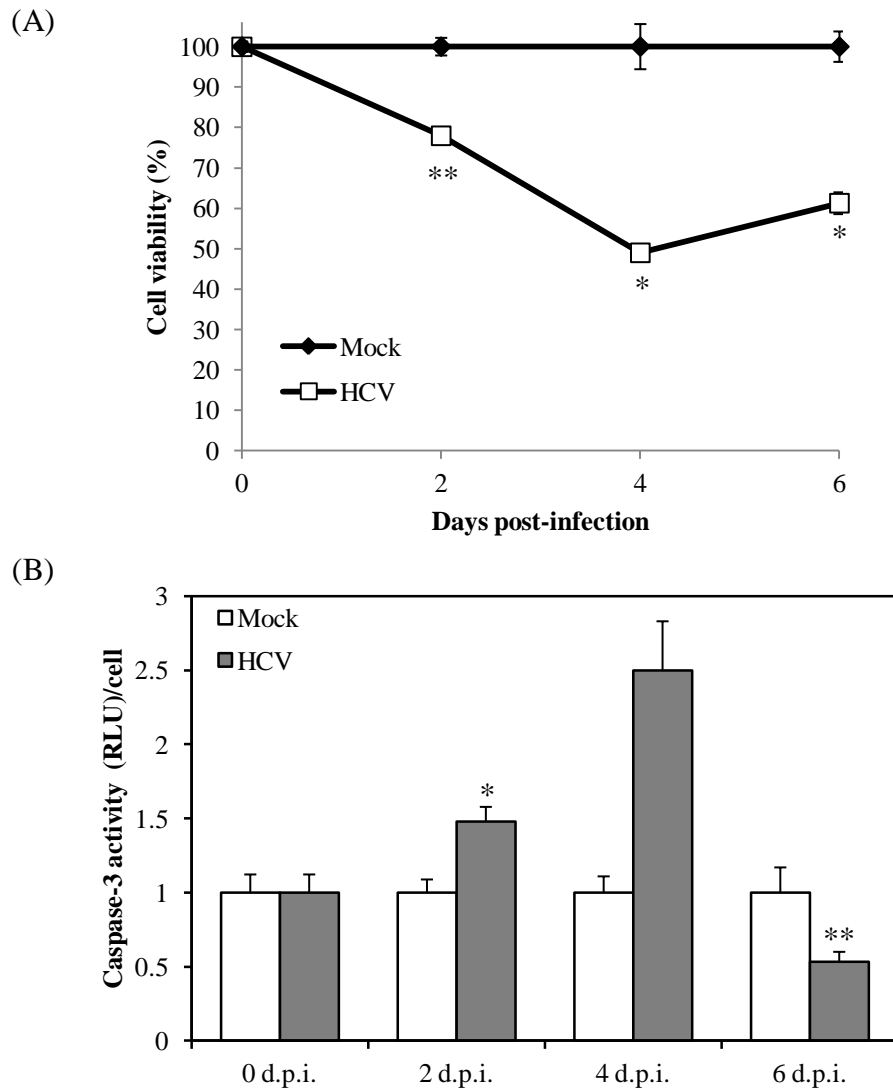 (A)
100
90
80
70
60
50
40
30
20
10
0
Cell viability (%)
**
*
*
Mock
HCV
0 2 4 6
Days post-infection
(B)
3
2.5
2
1.5
1
0.5
0
Caspase-3 activity (RLU)/cell
Mock
HCV
*
**
0 d.p.i. 2 d.p.i. 4 d.p.i. 6 d.p.i.